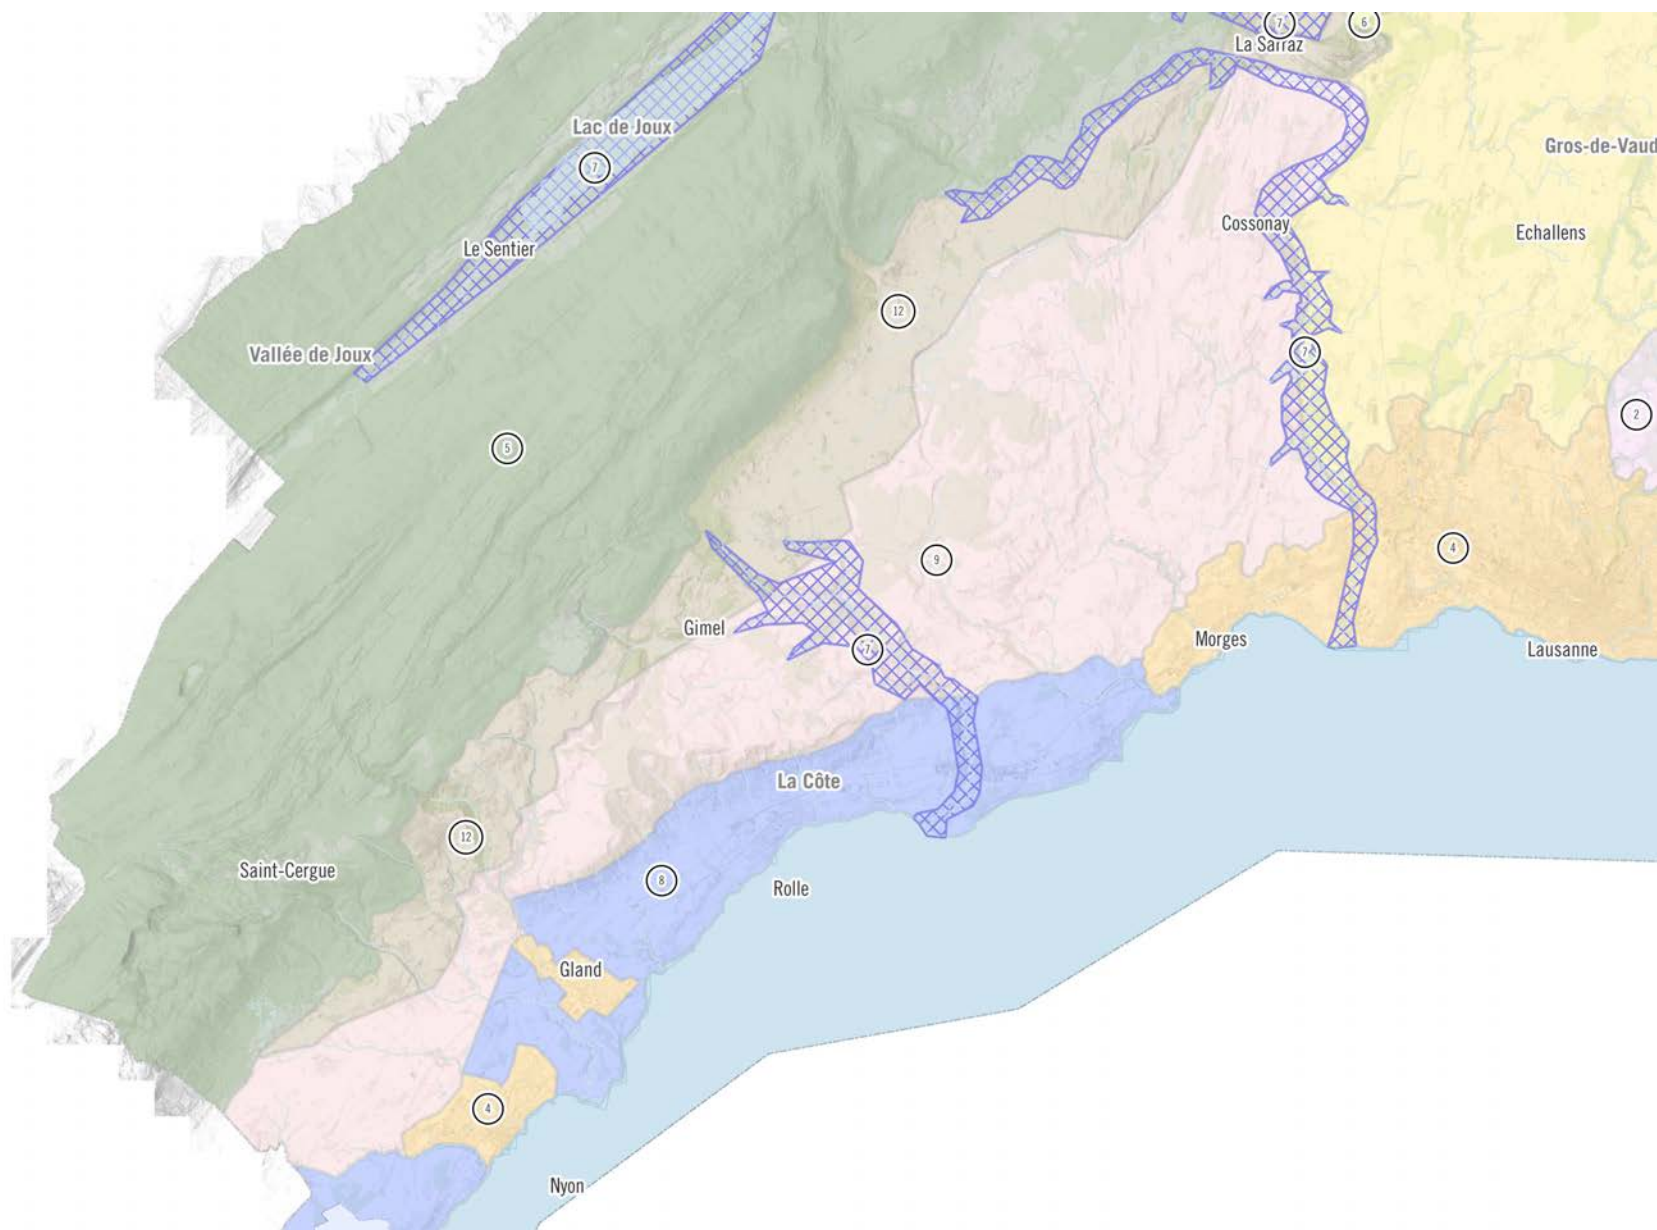 7
6
La Sarraz
Lac de Joux
Gros-de-Vaud
7
Cossonay
Echallens
Le Sentier
12
Vallée de Joux
7
2
5
4
9
Gimel
Morges
7
Lausanne
La Côte
12
Saint-Cergue
8
Rolle
Gland
4
Nyon